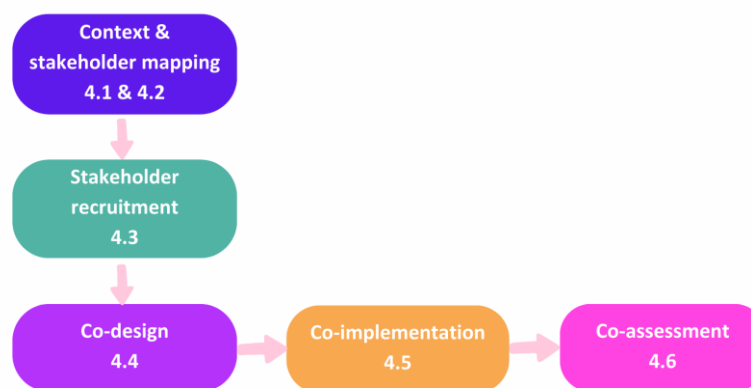 Context &
stakeholder mapping
4.1 & 4.2
Stakeholder
recruitment
4.3
Co-design
4.4
Co-implementation
4.5
Co-assessment
4.6